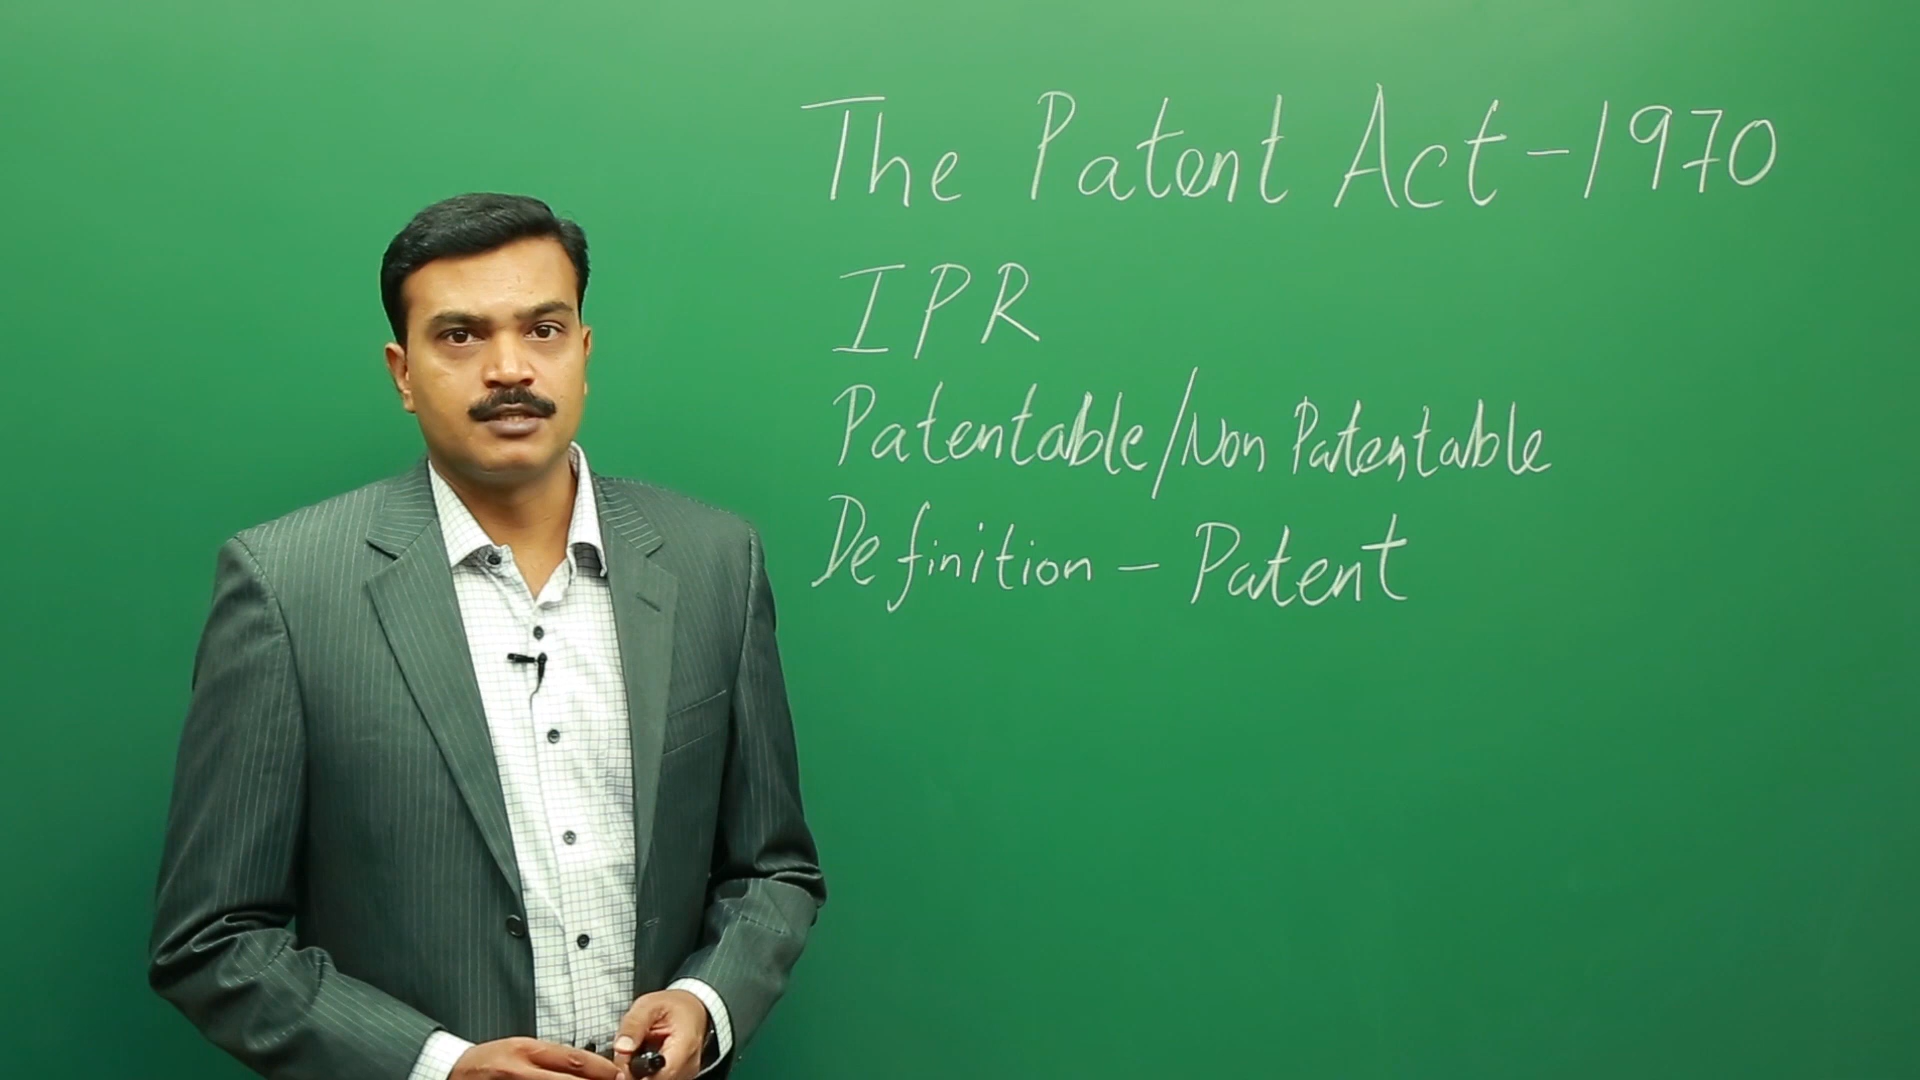 The Patent Act - 1970
IPR
Patentable/Non Patentable
Definition - Patent